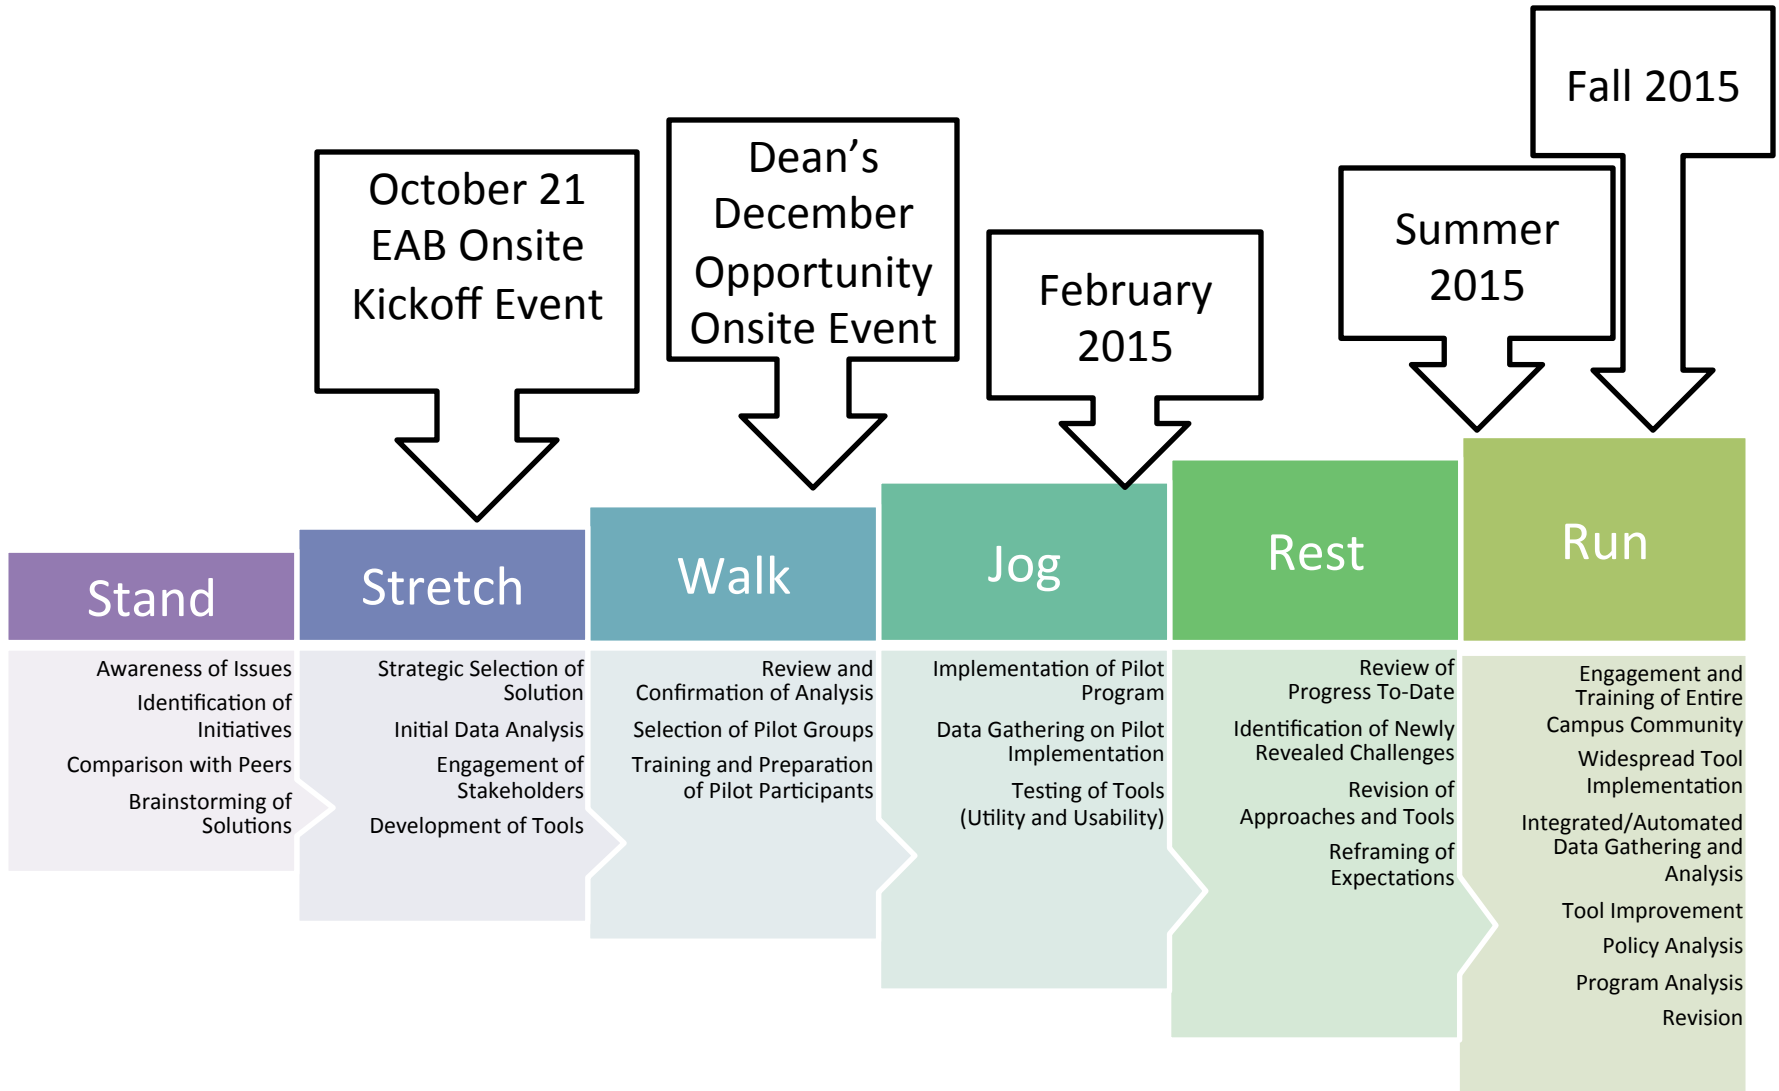 Fall 2015
October 21
EAB Onsite
Kickoff Event
Dean’s
December
Opportunity
Onsite Event
February
2015
Summer
2015
Stand
Awareness of Issues
Identification of
Initiatives
Comparison with Peers
Brainstorming of
Solutions
Stretch
Strategic Selection of
Solution
Initial Data Analysis
Engagement of
Stakeholders
Development of Tools
Walk
Review and
Confirmation of Analysis
Selection of Pilot Groups
Training and Preparation
of Pilot Participants
Jog
Implementation of Pilot
Program
Data Gathering on Pilot
Implementation
Testing of Tools
(Utility and Usability)
Rest
Review of
Progress To-Date
Identification of Newly
Revealed Challenges
Revision of
Approaches and Tools
Reframing of
Expectations
Run
Engagement and
Training of Entire
Campus Community
Widespread Tool
Implementation
Integrated/Automated
Data Gathering and
Analysis
Tool Improvement
Policy Analysis
Program Analysis
Revision